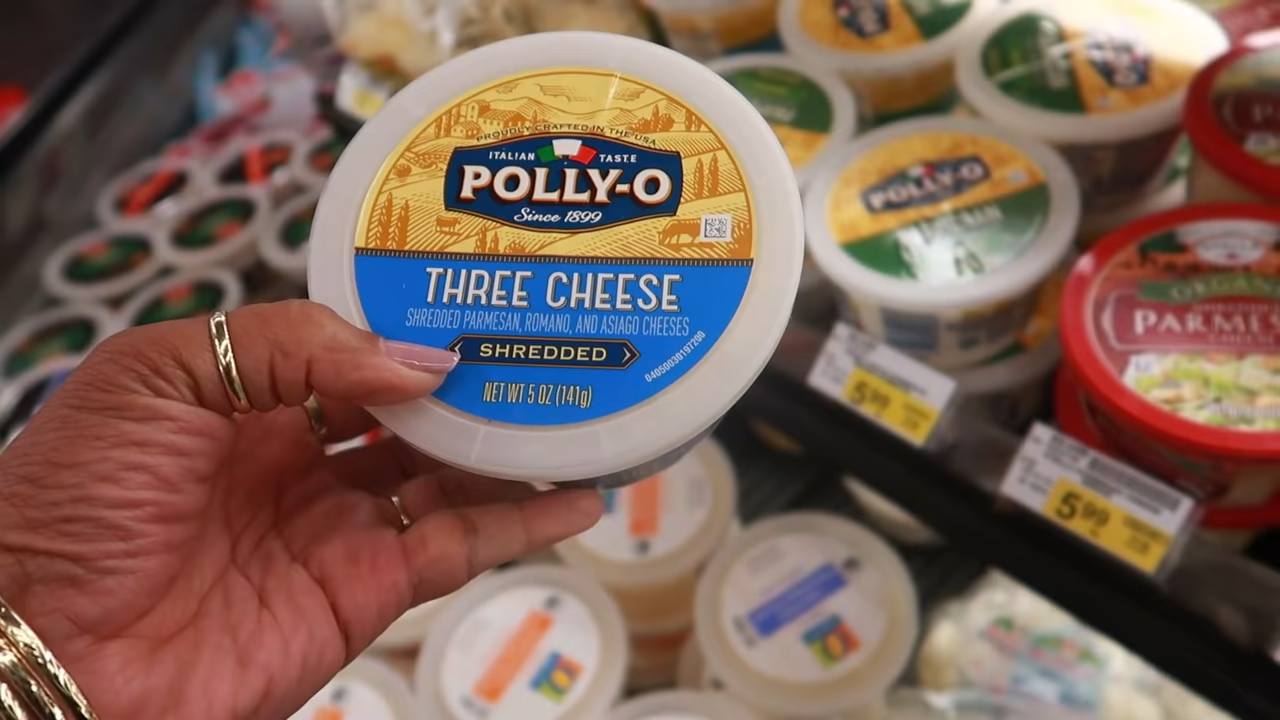 PROUDLY CRAFTED IN THE USA
ITALIAN TASTE
POLLY-O
Since 1899
THREE CHEESE
SHREDDED PARMESAN, ROMANO, AND ASIAGO CHEESES
SHREDDED
NET WT 5 OZ (141g)
04050030197200
POLLY-O
PARMES
5.99
5.99